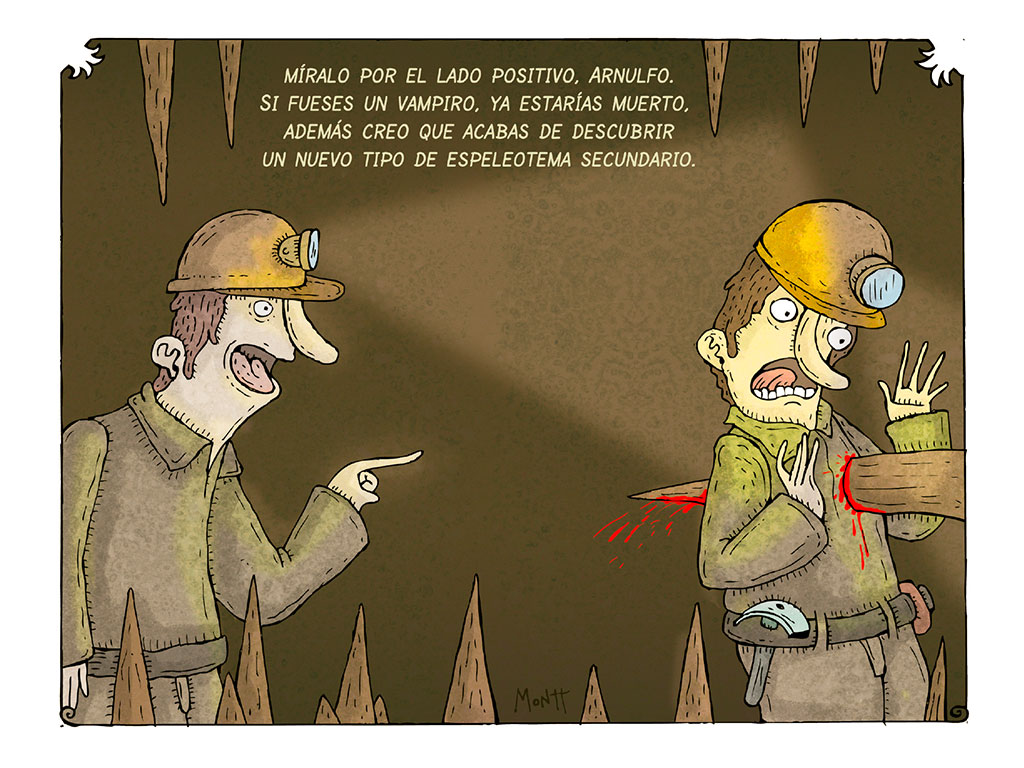 MÍRALO POR EL LADO POSITIVO, ARNULFO.
SI FUESES UN VAMPIRO, YA ESTARÍAS MUERTO,
ADEMÁS CREO QUE ACABAS DE DESCUBRIR
UN NUEVO TIPO DE ESPELEOTEMA SECUNDARIO.
MONTT